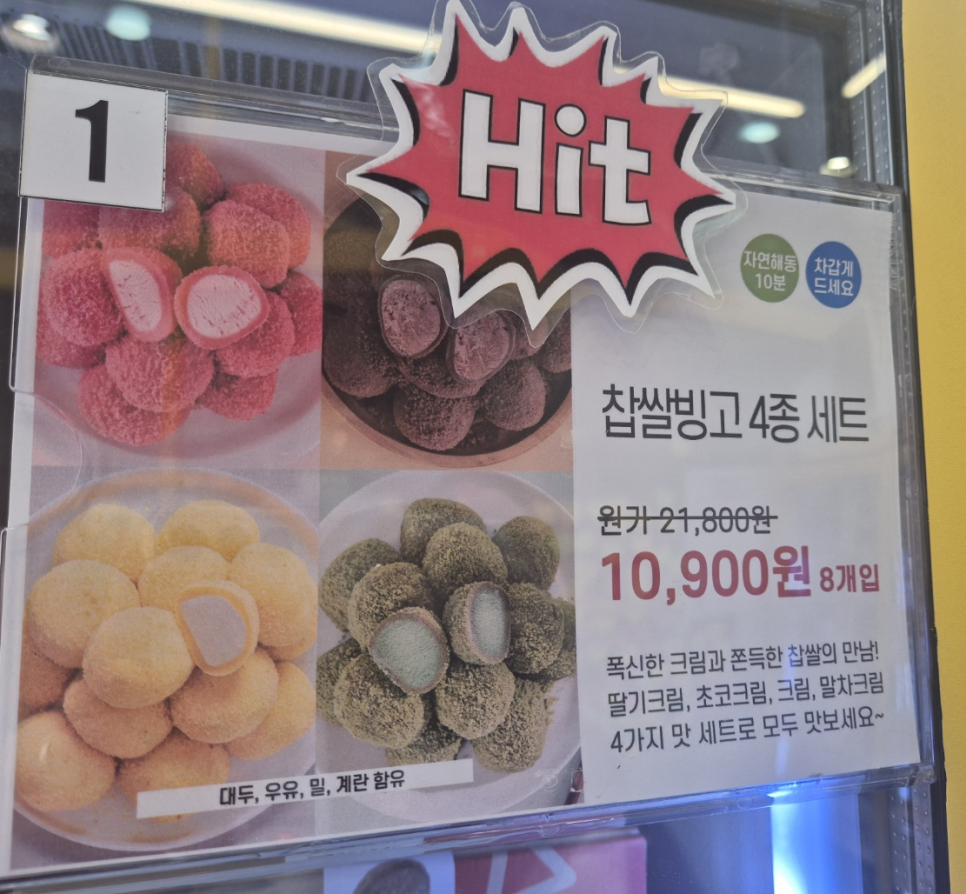 1
Hit
자연해동
10분
차갑게
드세요
찹쌀빙고 4종 세트
원가 21,800원
10,900원 8개입
폭신한 크림과 쫀득한 찹쌀의 만남!
딸기크림, 초코크림, 크림, 말차크림
4가지 맛 세트로 모두 맛보세요~
대두, 우유, 밀, 계란 함유